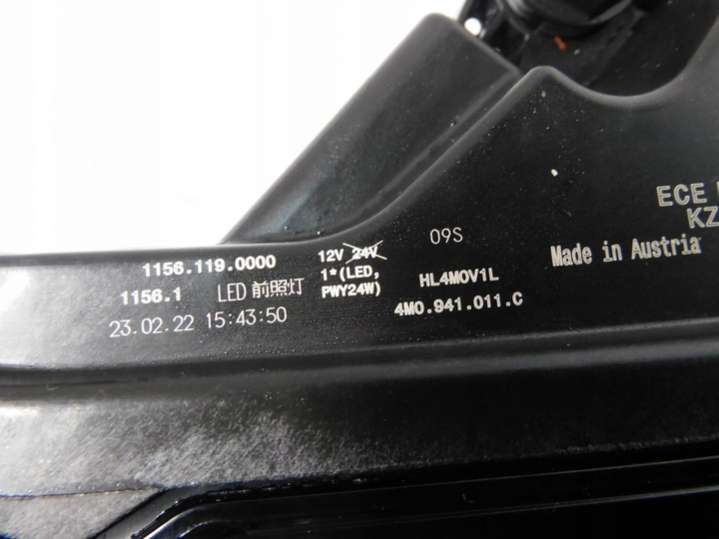 1156.119.0000
1156.1 LED 前照灯
23.02.22 15:43:50
12V 24V
1*(LED,
PWY24W)
09S
HL4MOV1L
4M0.941.011.C
ECE
KZ
Made in Austria